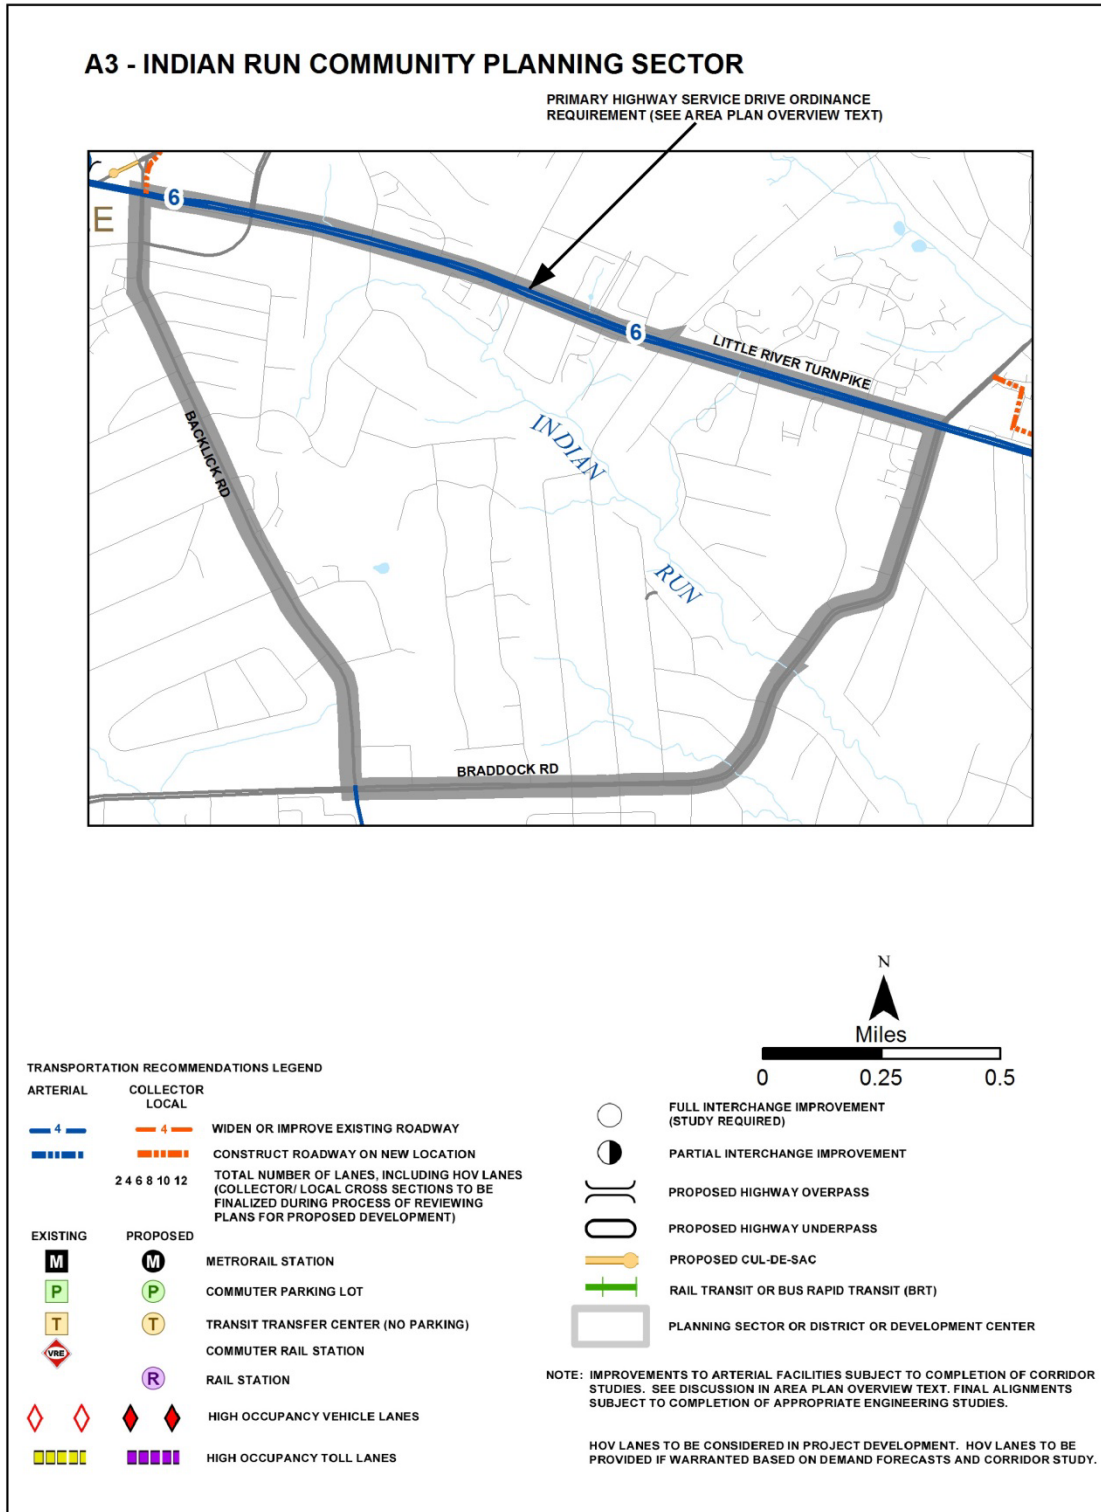 A3 - INDIAN RUN COMMUNITY PLANNING SECTOR
PRIMARY HIGHWAY SERVICE DRIVE ORDINANCE
REQUIREMENT (SEE AREA PLAN OVERVIEW TEXT)
6
E
6
LITTLE RIVER TURNPIKE
BACKLICK RD
INDIAN
RUN
BRADDOCK RD
N
Miles
0 0.25 0.5
TRANSPORTATION RECOMMENDATIONS LEGEND
ARTERIAL COLLECTOR
LOCAL
4 4 WIDEN OR IMPROVE EXISTING ROADWAY
CONSTRUCT ROADWAY ON NEW LOCATION
2 4 6 8 10 12 TOTAL NUMBER OF LANES, INCLUDING HOV LANES
(COLLECTOR/ LOCAL CROSS SECTIONS TO BE
FINALIZED DURING PROCESS OF REVIEWING
PLANS FOR PROPOSED DEVELOPMENT)
EXISTING PROPOSED
M M METRORAIL STATION
P P COMMUTER PARKING LOT
T T TRANSIT TRANSFER CENTER (NO PARKING)
VRE COMMUTER RAIL STATION
R RAIL STATION
HIGH OCCUPANCY VEHICLE LANES
HIGH OCCUPANCY TOLL LANES
FULL INTERCHANGE IMPROVEMENT
(STUDY REQUIRED)
PARTIAL INTERCHANGE IMPROVEMENT
PROPOSED HIGHWAY OVERPASS
PROPOSED HIGHWAY UNDERPASS
PROPOSED CUL-DE-SAC
RAIL TRANSIT OR BUS RAPID TRANSIT (BRT)
PLANNING SECTOR OR DISTRICT OR DEVELOPMENT CENTER
NOTE: IMPROVEMENTS TO ARTERIAL FACILITIES SUBJECT TO COMPLETION OF CORRIDOR
STUDIES. SEE DISCUSSION IN AREA PLAN OVERVIEW TEXT. FINAL ALIGNMENTS
SUBJECT TO COMPLETION OF APPROPRIATE ENGINEERING STUDIES.
HOV LANES TO BE CONSIDERED IN PROJECT DEVELOPMENT. HOV LANES TO BE
PROVIDED IF WARRANTED BASED ON DEMAND FORECASTS AND CORRIDOR STUDY.